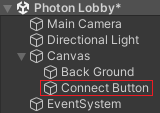 Photon Lobby*
Main Camera
Directional Light
Canvas
Back Ground
Connect Button
EventSystem